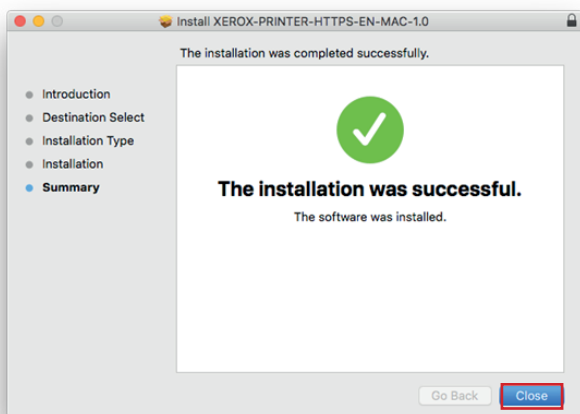 Install XEROX-PRINTER-HTTPS-EN-MAC-1.0
The installation was completed successfully.
Introduction
Destination Select
Installation Type
Installation
Summary
The installation was successful.
The software was installed.
Go Back
Close